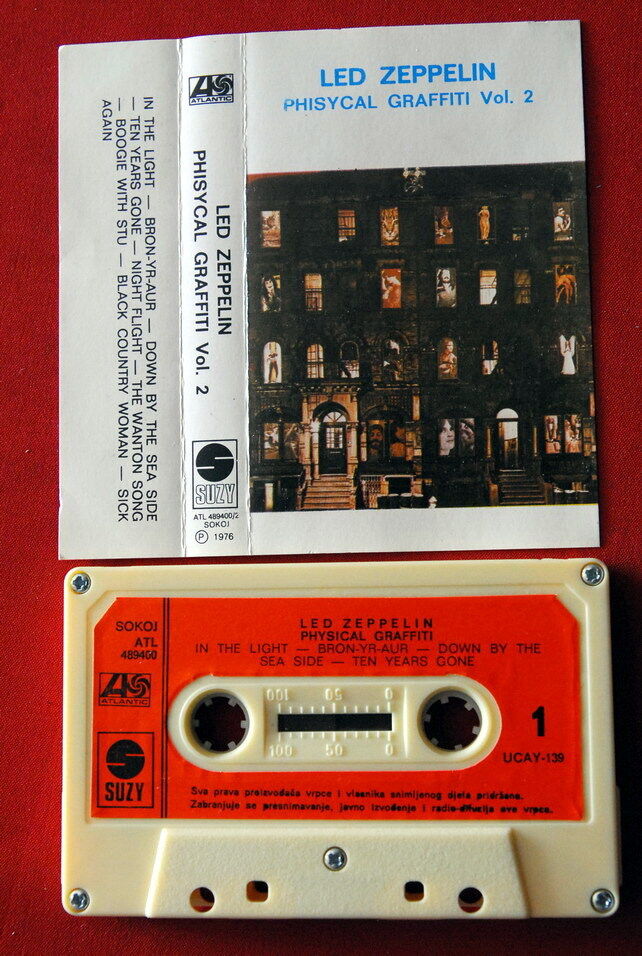 LED ZEPPELIN
PHISYCAL GRAFFITI Vol. 2
ATLANTIC
LED ZEPPELIN
PHISYCAL GRAFFITI Vol. 2
SUZY
ATL 489400/2
SOKOJ
Ⓟ 1976
IN THE LIGHT — BRON-YR-AUR — DOWN BY THE SEA SIDE
— TEN YEARS GONE — NIGHT FLIGHT — THE WANTON SONG
— BOOGIE WITH STU — BLACK COUNTRY WOMAN — SICK
AGAIN
SOKOJ
ATL
489400
ATLANTIC
SUZY
LED ZEPPELIN
PHYSICAL GRAFFITI
IN THE LIGHT — BRON-YR-AUR — DOWN BY THE
SEA SIDE — TEN YEARS GONE
100 50 0
100 50 0
1
UCAY-139
Sva prava proizvođača vrpce i vlasnika snimljenog djela pridržana.
Zabranjuje se presnimavanje, javno izvođenje i radio-difuzija ove vrpce.